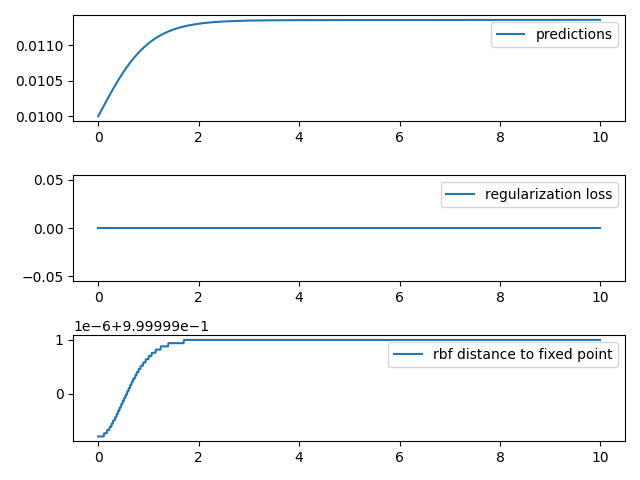 0.0110
0.0105
0.0100
predictions
0 2 4 6 8 10
0.05
0.00
−0.05
regularization loss
0 2 4 6 8 10
1e−6+9.99999e−1
1
0
rbf distance to fixed point
0 2 4 6 8 10